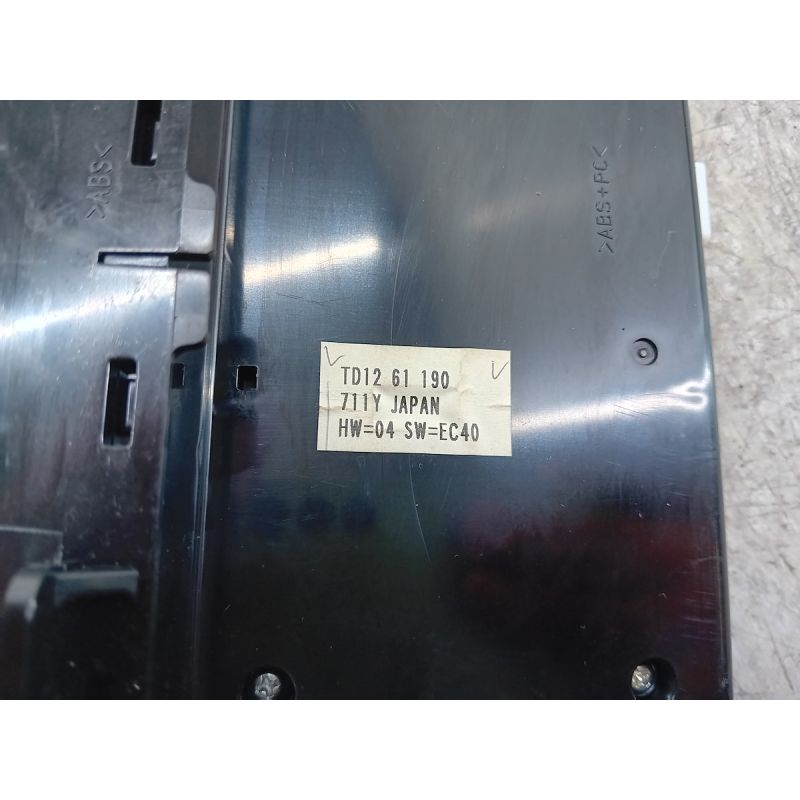 >ABS<
>ABS+PC<
TD12 61 190
711Y JAPAN
HW=04 SW=EC40